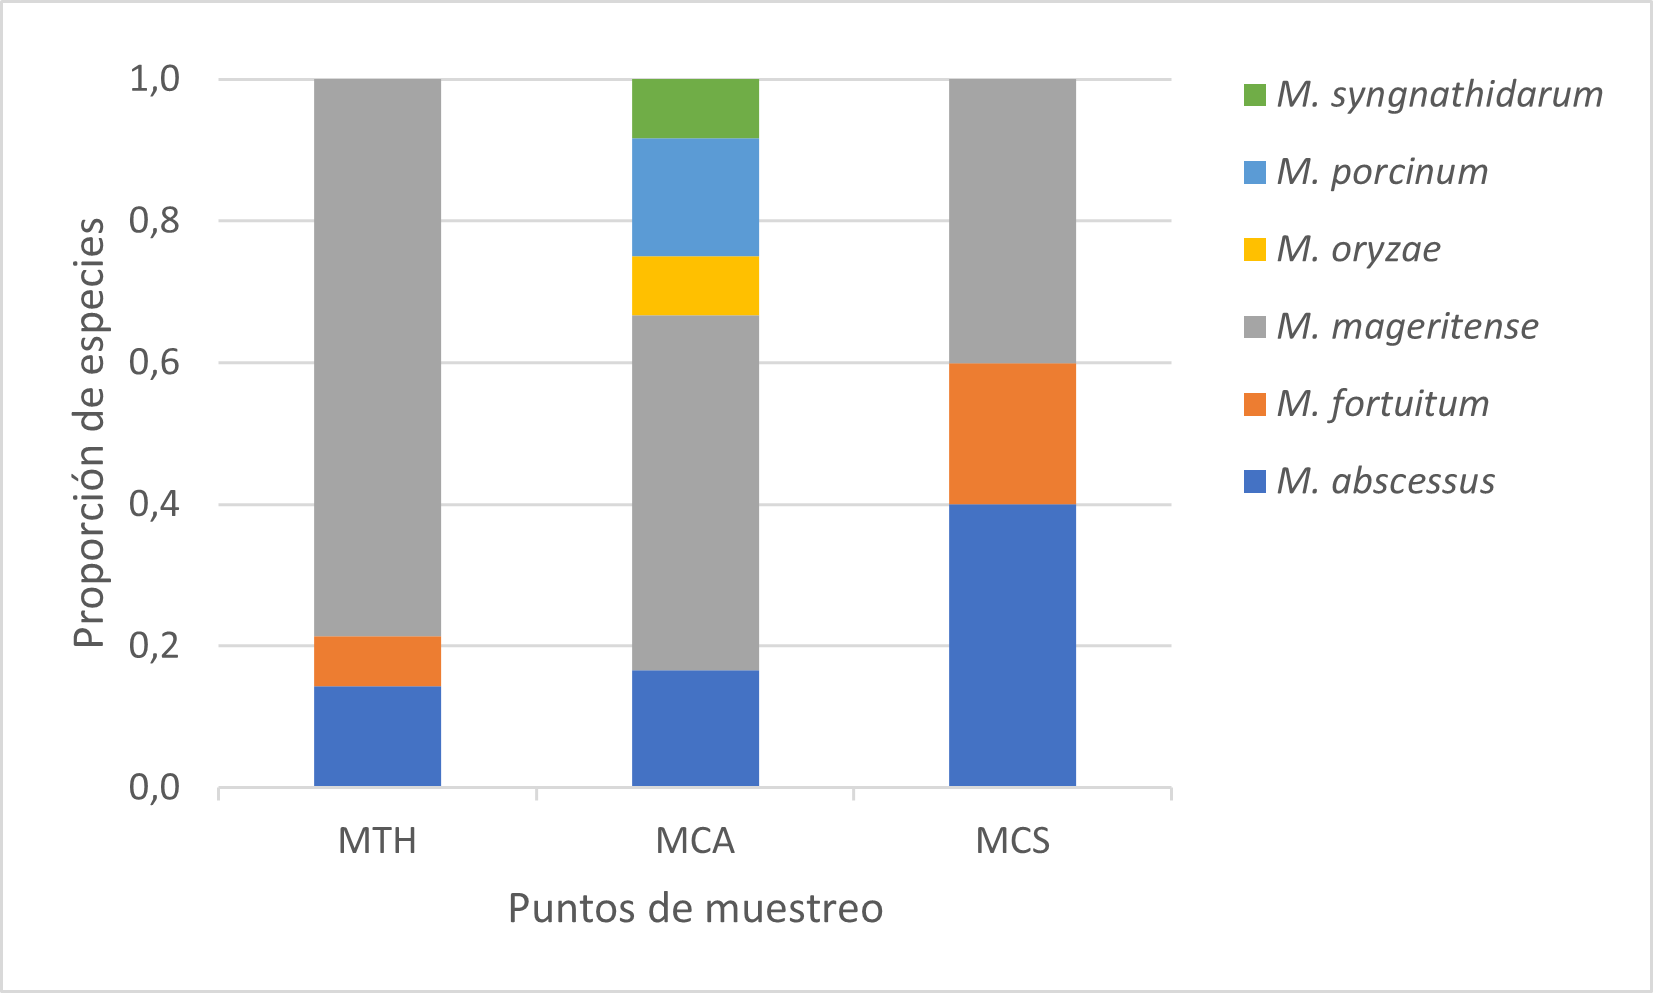 Proporción de especies
1,0
0,8
0,6
0,4
0,2
0,0
MTH
MCA
MCS
Puntos de muestreo
M. syngnathidarum
M. porcinum
M. oryzae
M. mageritense
M. fortuitum
M. abscessus